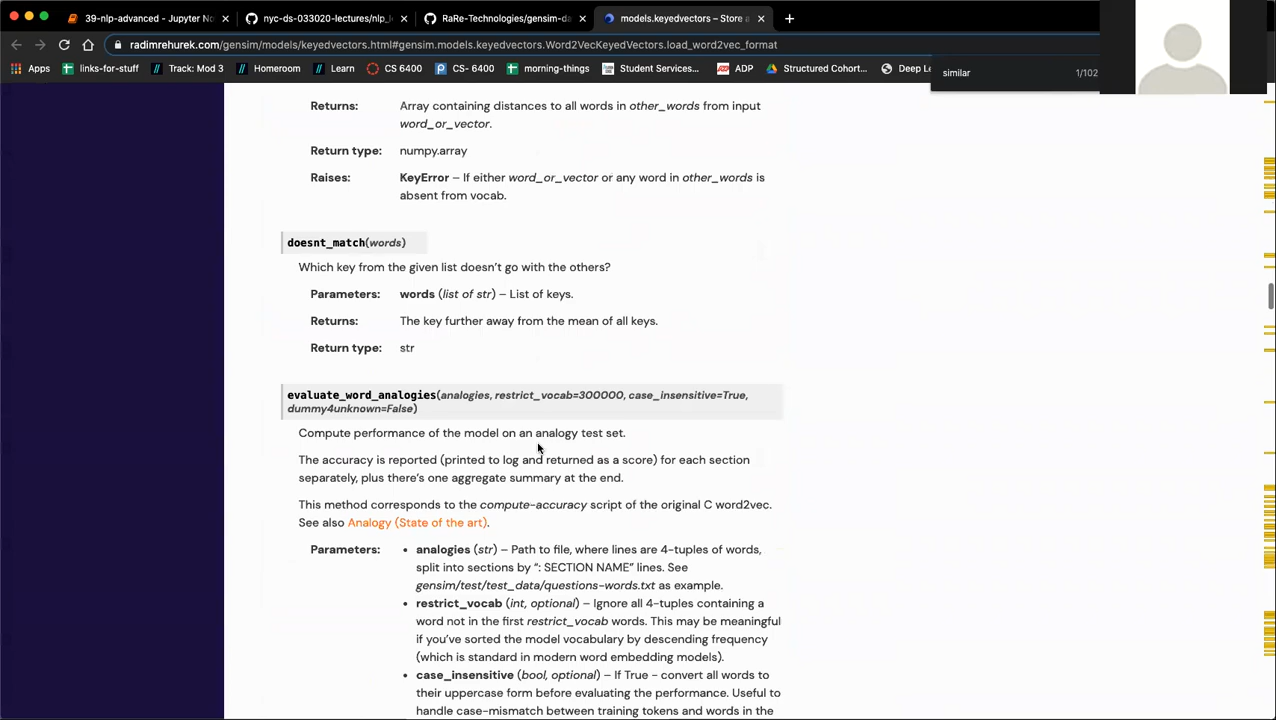 39-nlp-advanced - Jupyter No
nyc-ds-033020-lectures/nlp_l
RaRe-Technologies/gensim-da
models.keyedvectors – Store a
radimrehurek.com/gensim/models/keyedvectors.html#gensim.models.keyedvectors.Word2VecKeyedVectors.load_word2vec_format
Apps links-for-stuff Track: Mod 3 Homeroom Learn CS 6400 CS- 6400 morning-things Student Services... ADP Structured Cohort... Deep L
similar 1/102
Returns: Array containing distances to all words in other_words from input
word_or_vector.
Return type: numpy.array
Raises: KeyError – If either word_or_vector or any word in other_words is
absent from vocab.
doesnt_match(words)
Which key from the given list doesn’t go with the others?
Parameters: words (list of str) – List of keys.
Returns: The key further away from the mean of all keys.
Return type: str
evaluate_word_analogies(analogies, restrict_vocab=300000, case_insensitive=True,
dummy4unknown=False)
Compute performance of the model on an analogy test set.
The accuracy is reported (printed to log and returned as a score) for each section
separately, plus there’s one aggregate summary at the end.
This method corresponds to the compute-accuracy script of the original C word2vec.
See also Analogy (State of the art).
Parameters: • analogies (str) – Path to file, where lines are 4-tuples of words,
split into sections by “: SECTION NAME” lines. See
gensim/test/test_data/questions-words.txt as example.
• restrict_vocab (int, optional) – Ignore all 4-tuples containing a
word not in the first restrict_vocab words. This may be meaningful
if you’ve sorted the model vocabulary by descending frequency
(which is standard in modern word embedding models).
• case_insensitive (bool, optional) – If True - convert all words to
their uppercase form before evaluating the performance. Useful to
handle case-mismatch between training tokens and words in the